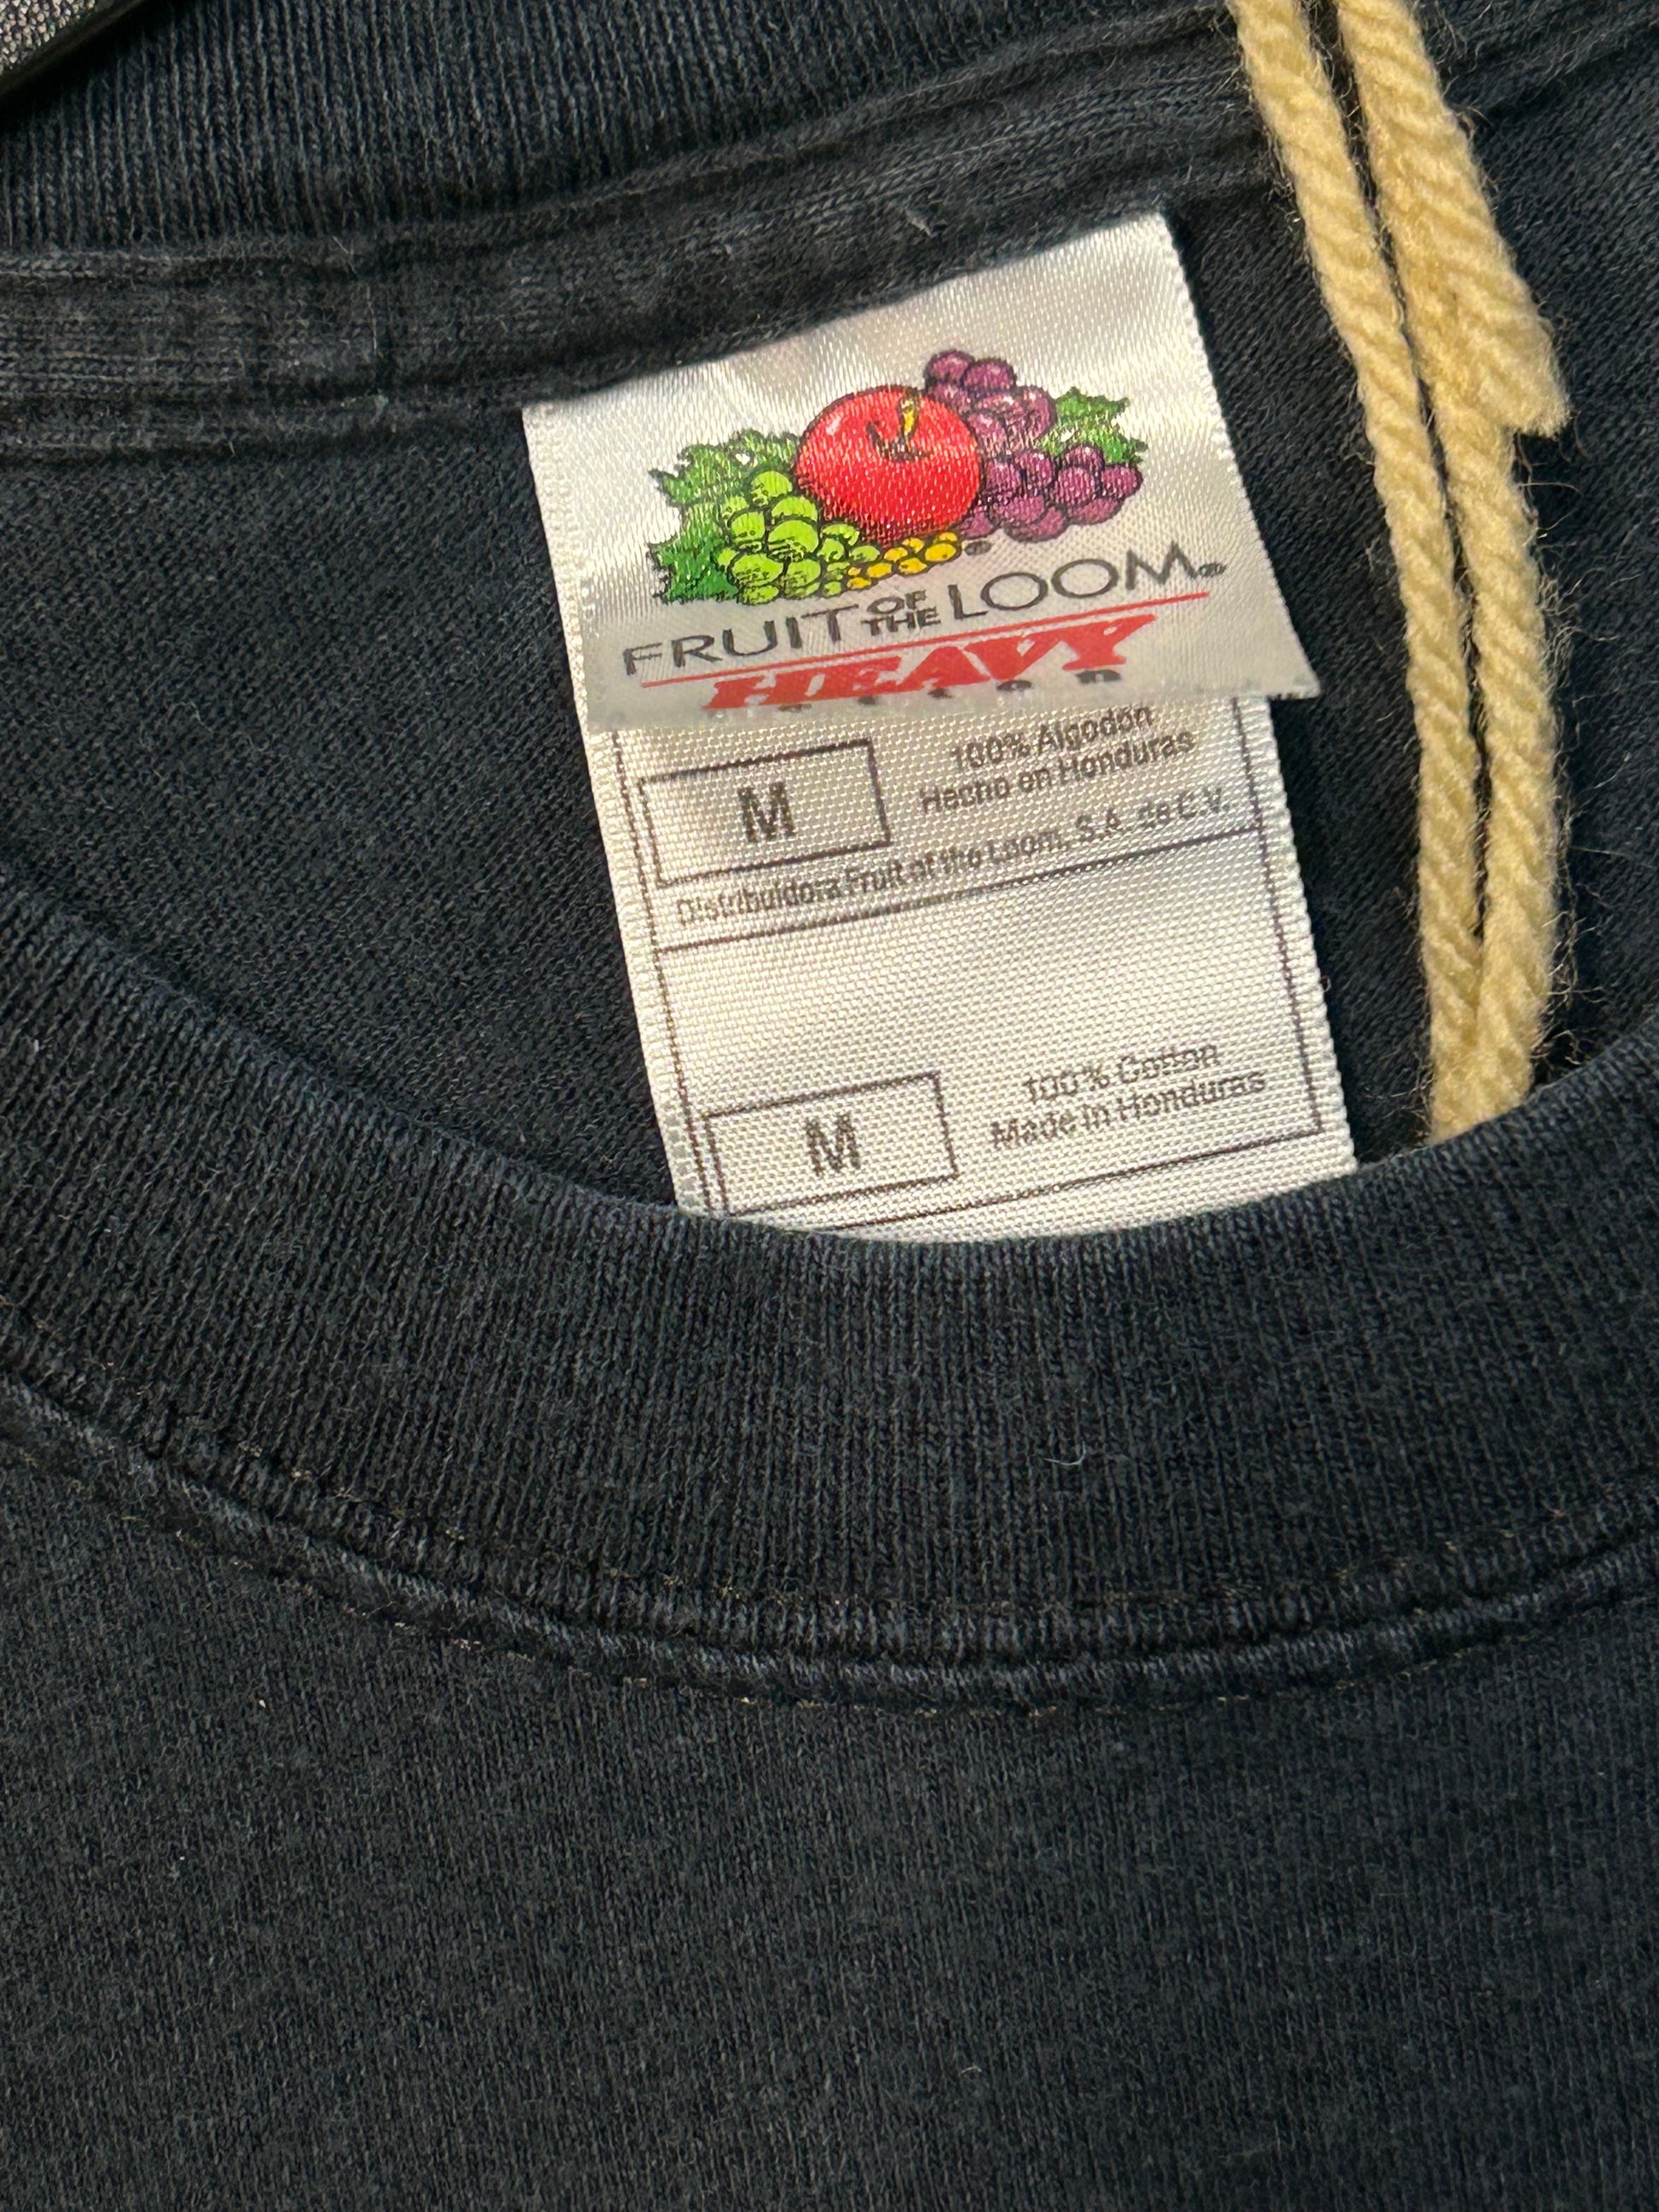 FRUIT OF THE LOOM®
HEAVY
M
100% Algodón
Hecho en Honduras
Distribuidora Fruit of the Loom, S.A. de C.V.
M
100% Cotton
Made in Honduras